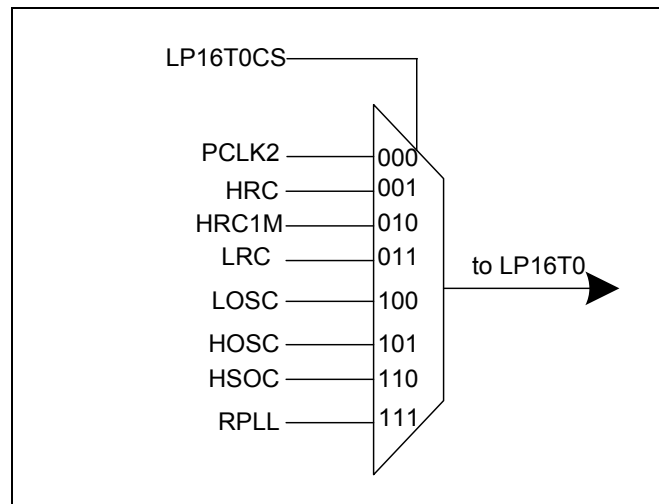 LP16T0CS
PCLK2 000
HRC 001
HRC1M 010
LRC 011
to LP16T0
LOSC 100
HOSC 101
HSOC 110
RPLL 111